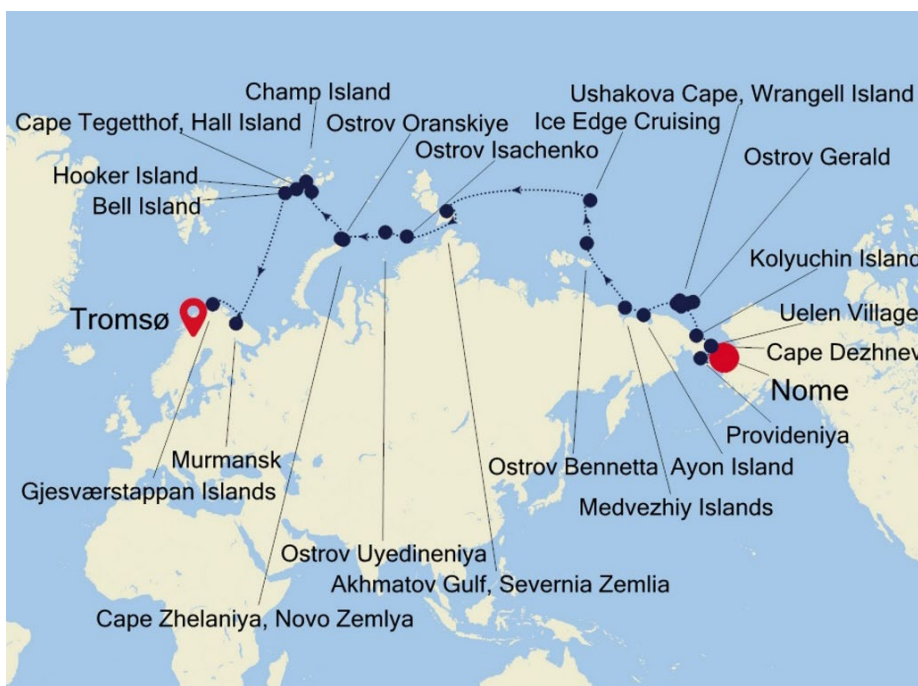 Champ Island
Ushakova Cape, Wrangell Island
Cape Tegetthof, Hall Island
Ostrov Oranskiye
Ice Edge Cruising
Ostrov Isachenko
Ostrov Gerald
Hooker Island
Bell Island
Kolyuchin Island
Uelen Village
Tromsø
Cape Dezhnev
Nome
Provideniya
Murmansk
Ostrov Bennetta
Ayon Island
Gjesværstappan Islands
Medvezhiy Islands
Ostrov Uyedineniya
Akhmatov Gulf, Severnia Zemlia
Cape Zhelaniya, Novo Zemlya